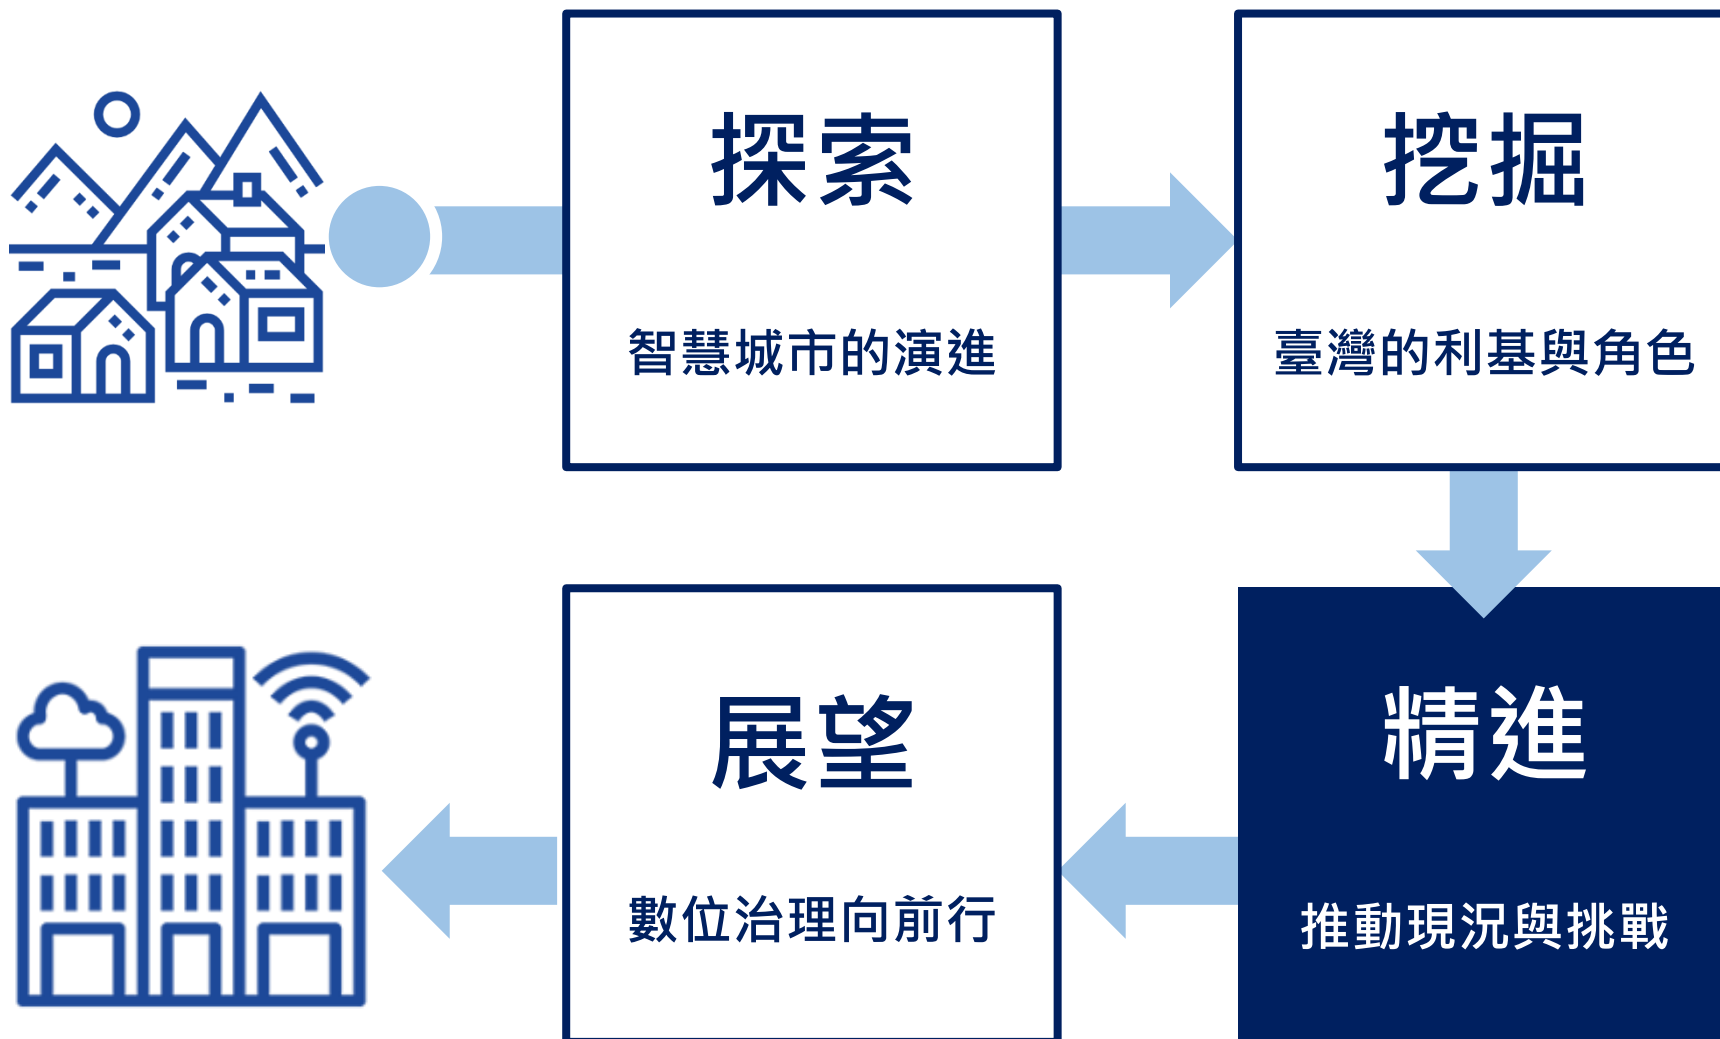 探索
智慧城市的演進
挖掘
臺灣的利基與角色
精進
推動現況與挑戰
展望
數位治理向前行